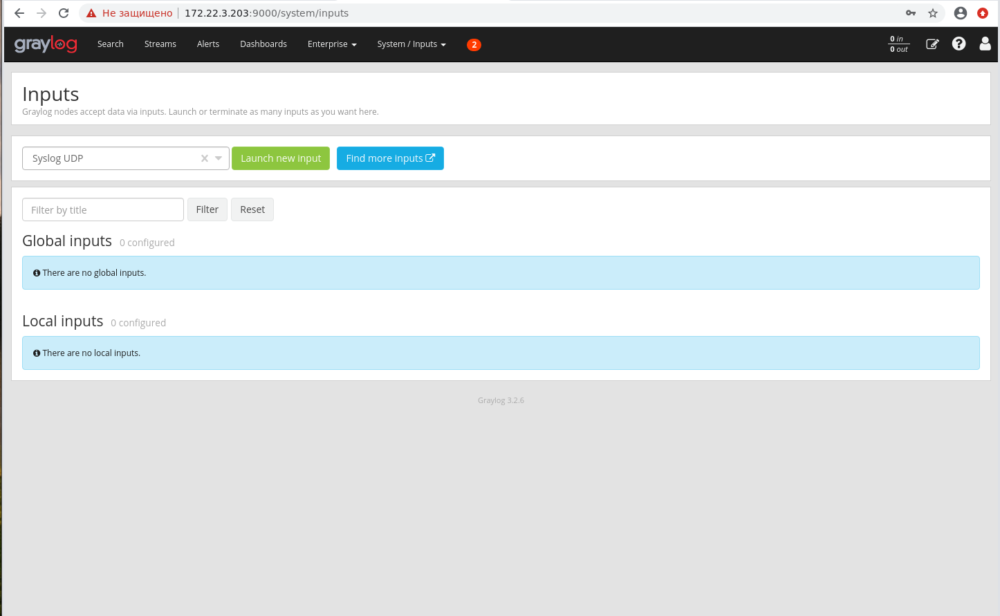 Не защищено 172.22.3.203:9000/system/inputs
graylog Search Streams Alerts Dashboards Enterprise System / Inputs 2 0 in
0 out
Inputs
Graylog nodes accept data via inputs. Launch or terminate as many inputs as you want here.
Syslog UDP Launch new input Find more inputs
Filter by title Filter Reset
Global inputs 0 configured
There are no global inputs.
Local inputs 0 configured
There are no local inputs.
Graylog 3.2.6